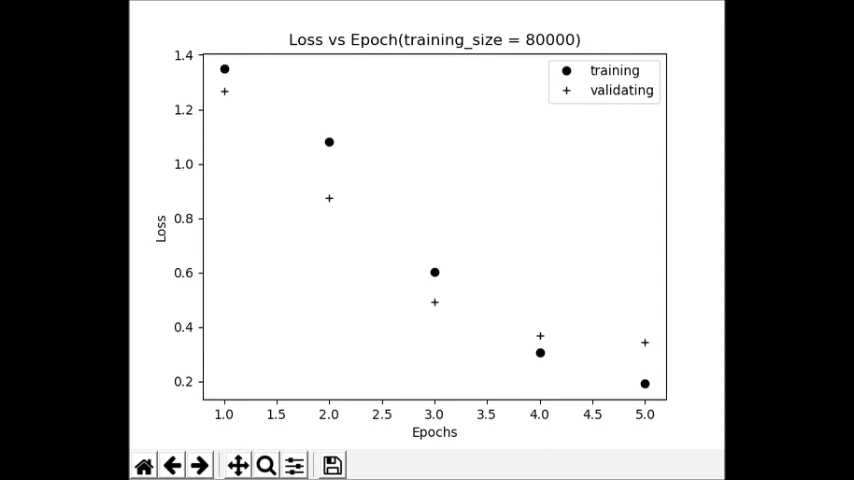 Loss vs Epoch(training_size = 80000)
1.4
training
validating
1.2
1.0
0.8
Loss
0.6
0.4
0.2
1.0 1.5 2.0 2.5 3.0 3.5 4.0 4.5 5.0
Epochs